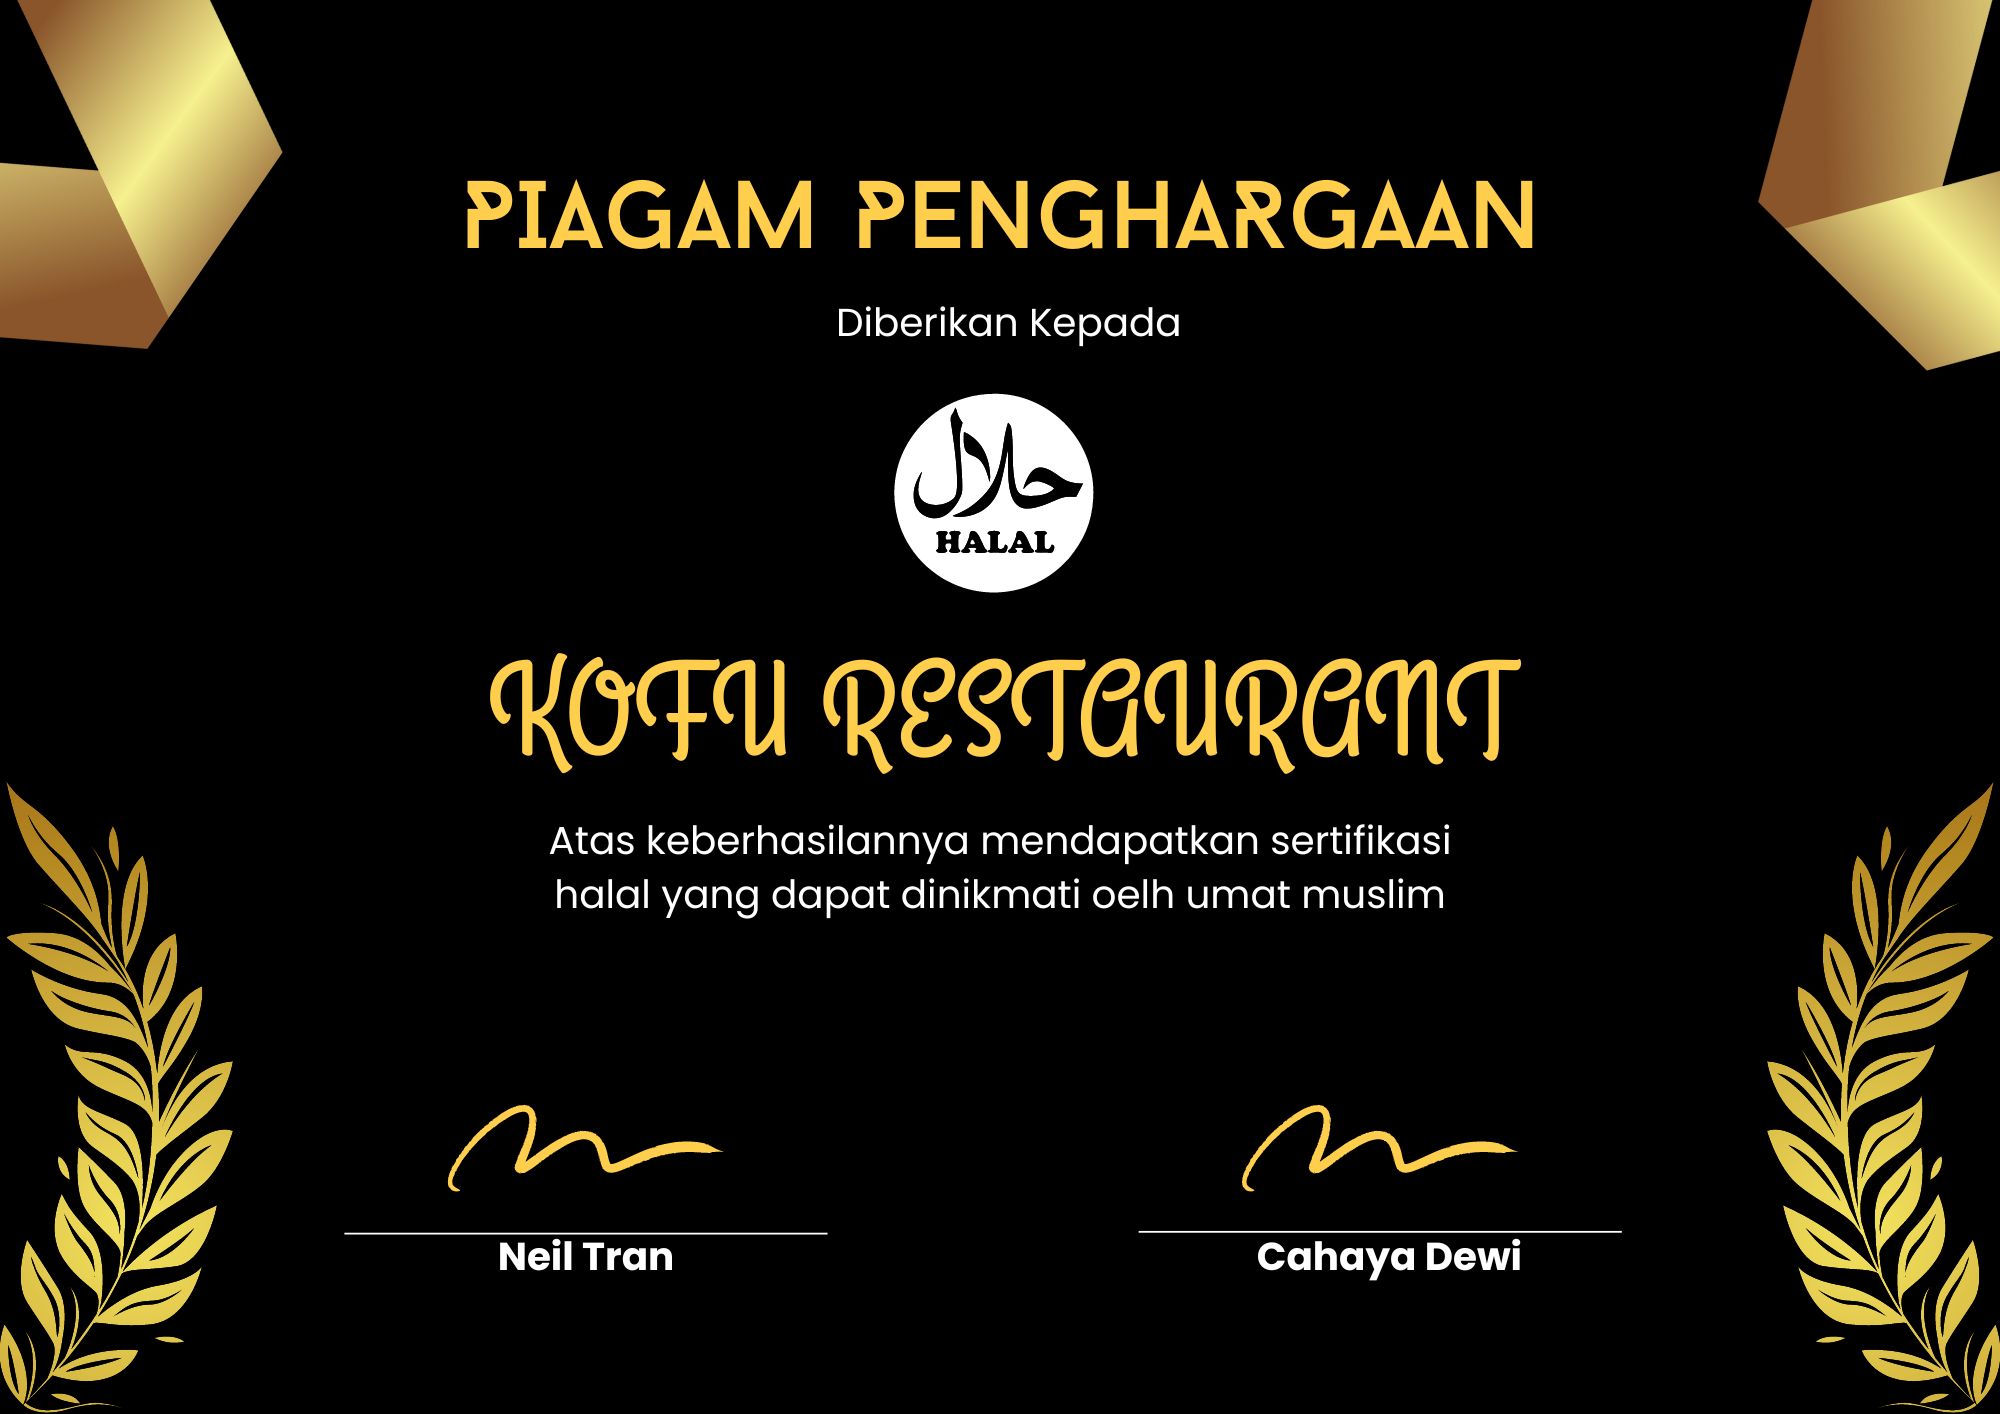 PIAGAM PENGHARGAAN
Diberikan Kepada
حلال
HALAL
KOFU RESTAURANT
Atas keberhasilannya mendapatkan sertifikasi
halal yang dapat dinikmati oelh umat muslim
Neil Tran
Cahaya Dewi